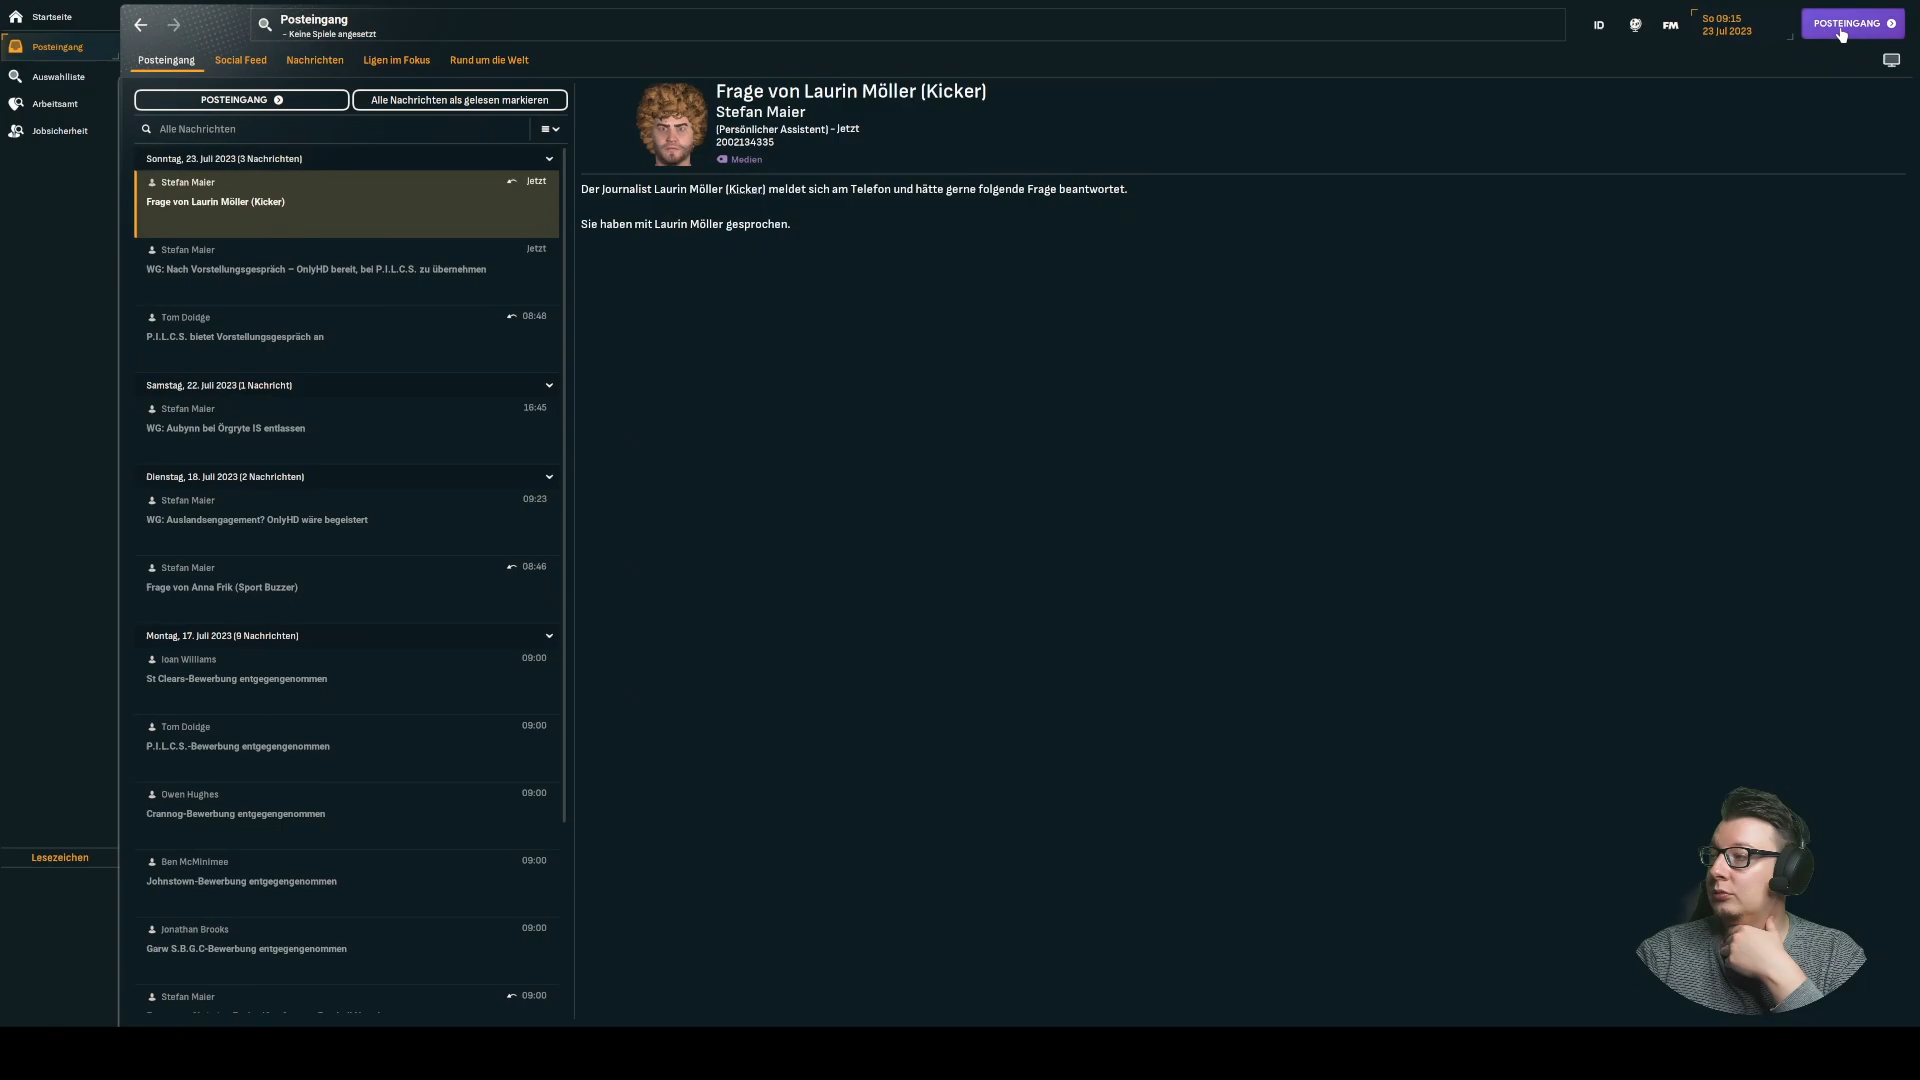 Startseite
Posteingang
Auswahlliste
Arbeitsamt
Jobsicherheit
Lesezeichen
Posteingang
- Keine Spiele angesetzt
ID
FM
So 09:15
23 Jul 2023
POSTEINGANG
Posteingang
Social Feed
Nachrichten
Ligen im Fokus
Rund um die Welt
POSTEINGANG
Alle Nachrichten als gelesen markieren
Alle Nachrichten
Sonntag, 23. Juli 2023 (3 Nachrichten)
Stefan Maier
Jetzt
Frage von Laurin Möller (Kicker)
Stefan Maier
Jetzt
WG: Nach Vorstellungsgespräch – OnlyHD bereit, bei P.I.L.C.S. zu übernehmen
Tom Doidge
08:48
P.I.L.C.S. bietet Vorstellungsgespräch an
Samstag, 22. Juli 2023 (1 Nachricht)
Stefan Maier
16:45
WG: Aubynn bei Örgryte IS entlassen
Dienstag, 18. Juli 2023 (2 Nachrichten)
Stefan Maier
09:23
WG: Auslandsengagement? OnlyHD wäre begeistert
Stefan Maier
08:46
Frage von Anna Frik (Sport Buzzer)
Montag, 17. Juli 2023 (9 Nachrichten)
Ioan Williams
09:00
St Clears-Bewerbung entgegengenommen
Tom Doidge
09:00
P.I.L.C.S.-Bewerbung entgegengenommen
Owen Hughes
09:00
Crannog-Bewerbung entgegengenommen
Ben McMinimee
09:00
Johnstown-Bewerbung entgegengenommen
Jonathan Brooks
09:00
Garw S.B.G.C-Bewerbung entgegengenommen
Stefan Maier
09:00
Frage von Laurin Möller (Kicker)
Stefan Maier
(Persönlicher Assistent) - Jetzt
2002134335
Medien
Der Journalist Laurin Möller (Kicker) meldet sich am Telefon und hätte gerne folgende Frage beantwortet.
Sie haben mit Laurin Möller gesprochen.